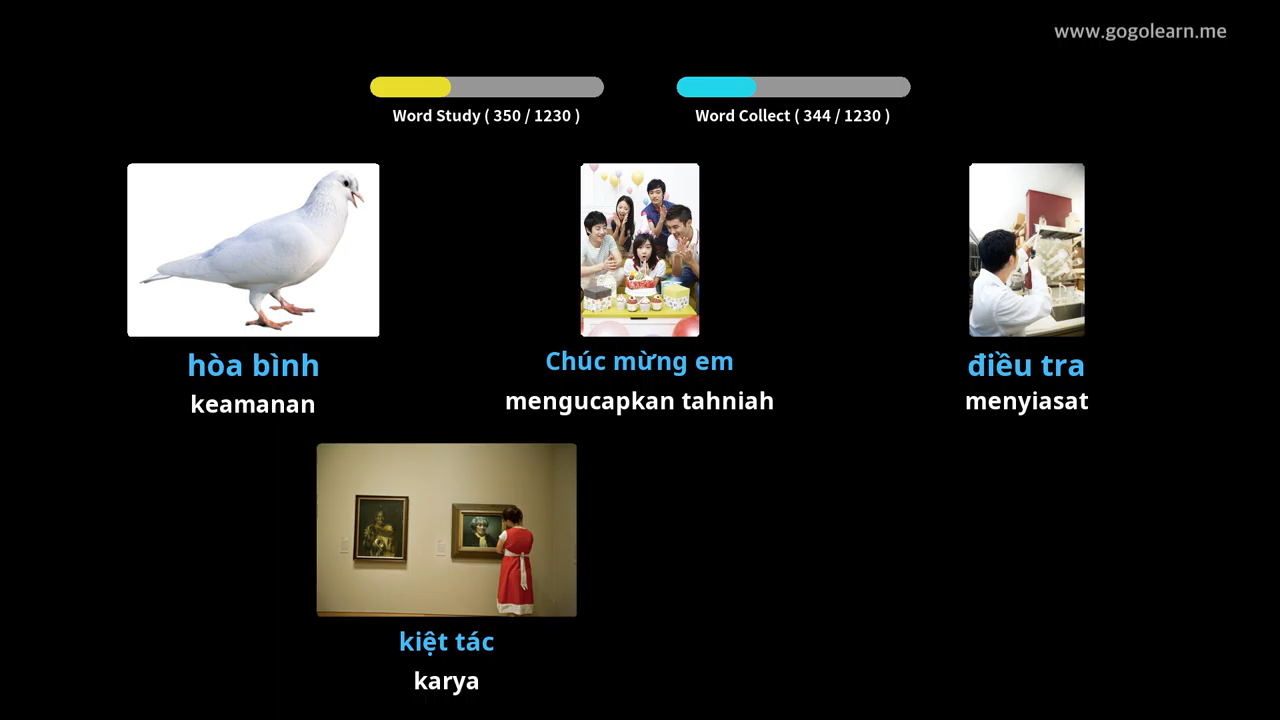 www.gogolearn.me
Word Study ( 350 / 1230 )
Word Collect ( 344 / 1230 )
hòa bình
keamanan
Chúc mừng em
mengucapkan tahniah
điều tra
menyiasat
kiệt tác
karya